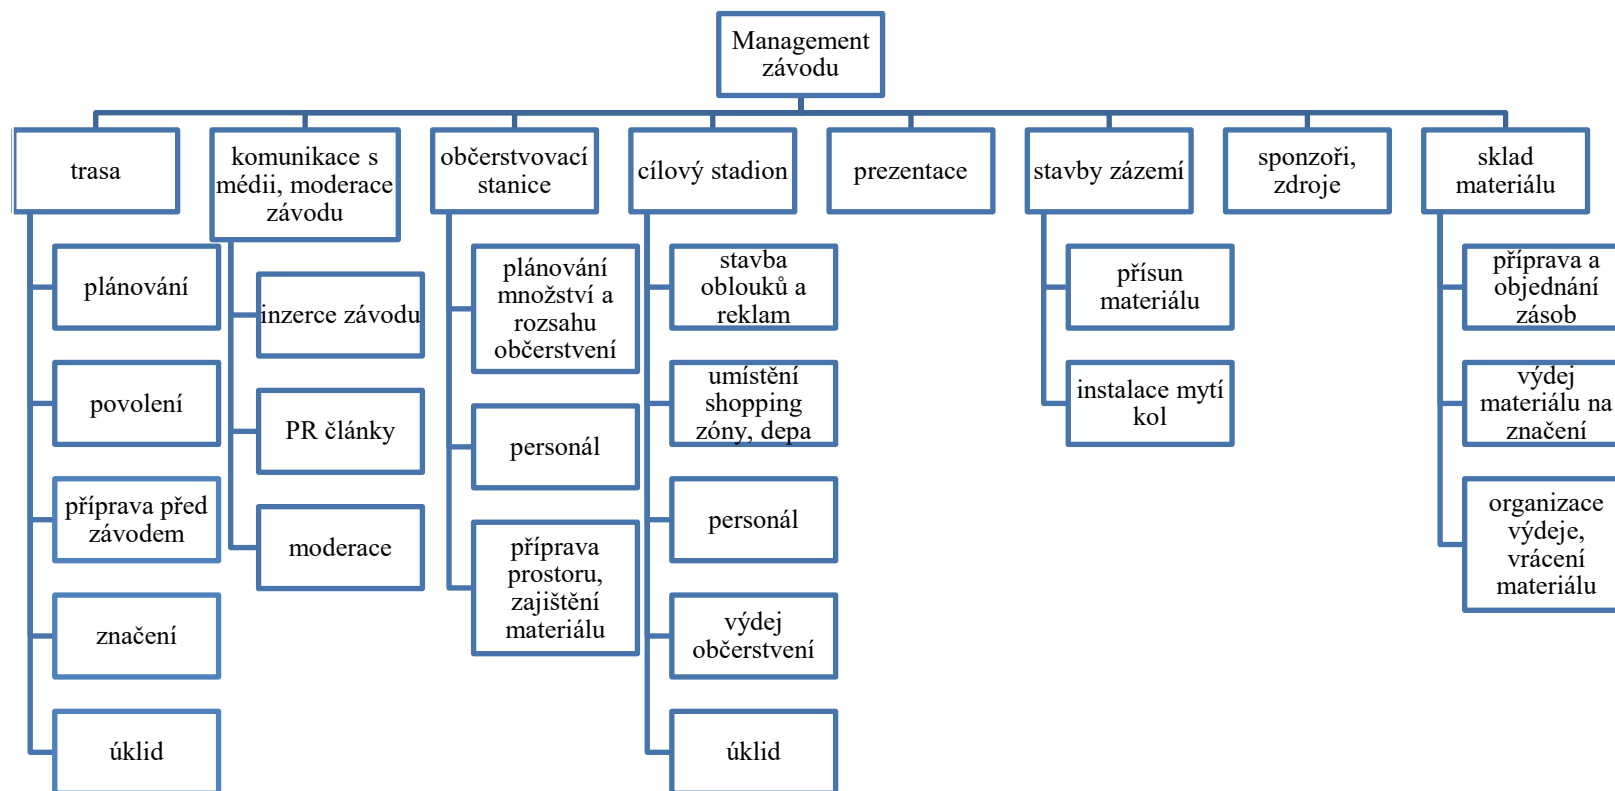 Management
závodu
trasa
komunikace s
médii, moderace
závodu
občerstvovací
stanice
cílový stadion
prezentace
stavby zázemí
sponzoři,
zdroje
sklad
materiálu
plánování
povolení
příprava před
závodem
značení
úklid
inzerce závodu
PR články
moderace
plánování
množství a
rozsahu
občerstvení
personál
příprava
prostoru,
zajištění
materiálu
stavba
oblouků a
reklam
umístění
shopping
zóny, depa
personál
výdej
občerstvení
úklid
přísun
materiálu
instalace mytí
kol
příprava a
objednání
zásob
výdej
materiálu na
značení
organizace
výdeje,
vrácení
materiálu